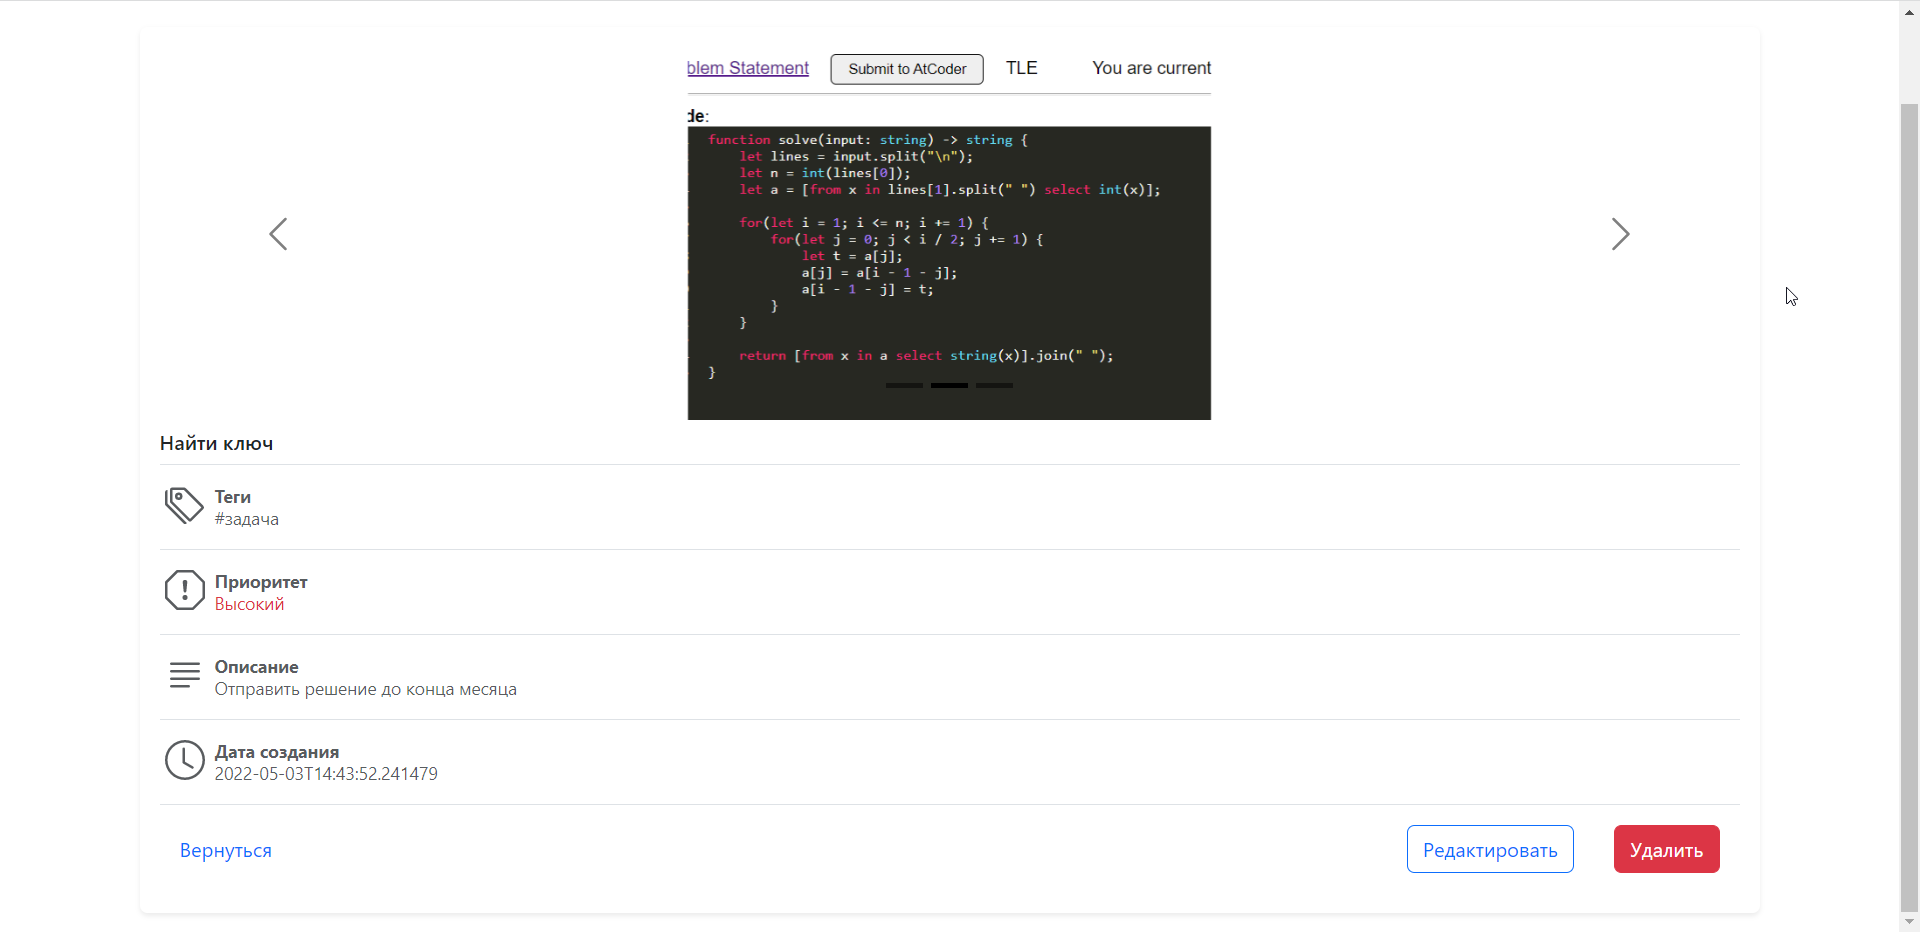 blem Statement Submit to AtCoder TLE You are current
de:
function solve(input: string) -> string {
let lines = input.split("\n");
let n = int(lines[0]);
let a = [from x in lines[1].split(" ") select int(x)];
for(let i = 1; i <= n; i += 1) {
for(let j = 0; j < i / 2; j += 1) {
let t = a[j];
a[j] = a[i - 1 - j];
a[i - 1 - j] = t;
}
}
return [from x in a select string(x)].join(" ");
}
Найти ключ
Теги
#задача
Приоритет
Высокий
Описание
Отправить решение до конца месяца
Дата создания
2022-05-03T14:43:52.241479
Вернуться Редактировать Удалить